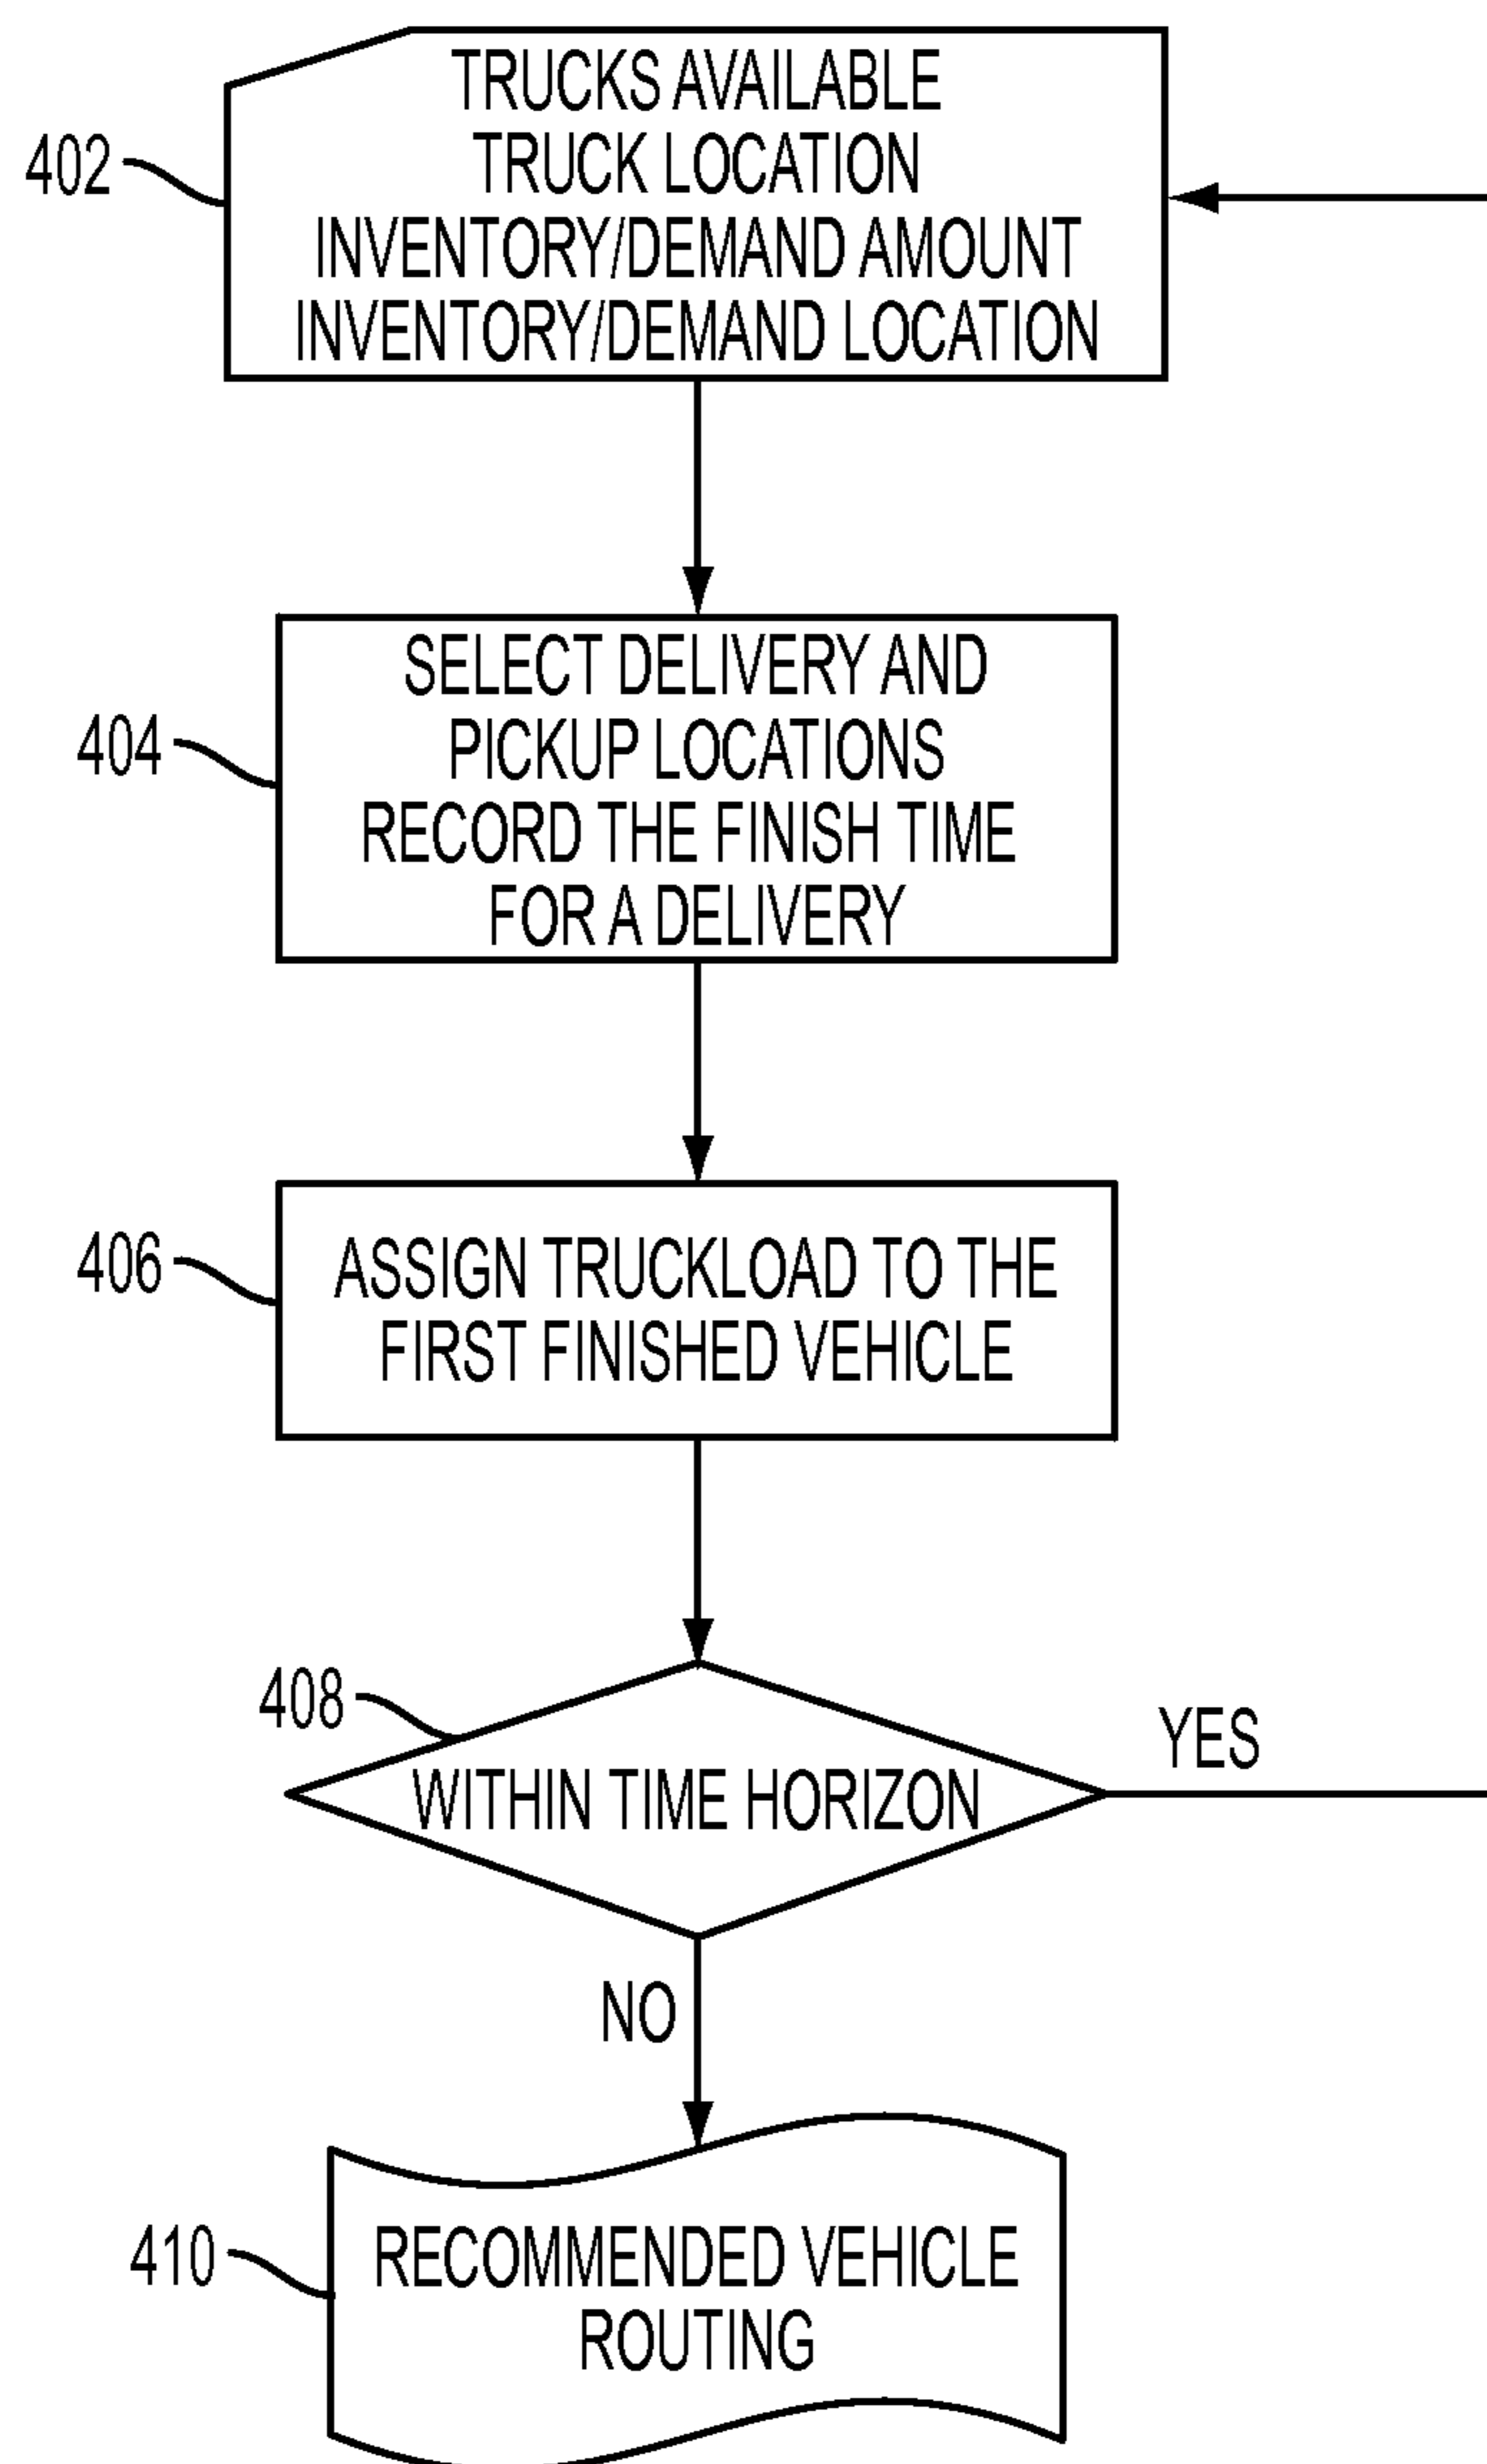 TRUCKS AVAILABLE
TRUCK LOCATION
INVENTORY/DEMAND AMOUNT
INVENTORY/DEMAND LOCATION
402
SELECT DELIVERY AND
PICKUP LOCATIONS
RECORD THE FINISH TIME
FOR A DELIVERY
404
ASSIGN TRUCKLOAD TO THE
FIRST FINISHED VEHICLE
406
408
WITHIN TIME HORIZON
YES
NO
RECOMMENDED VEHICLE
ROUTING
410